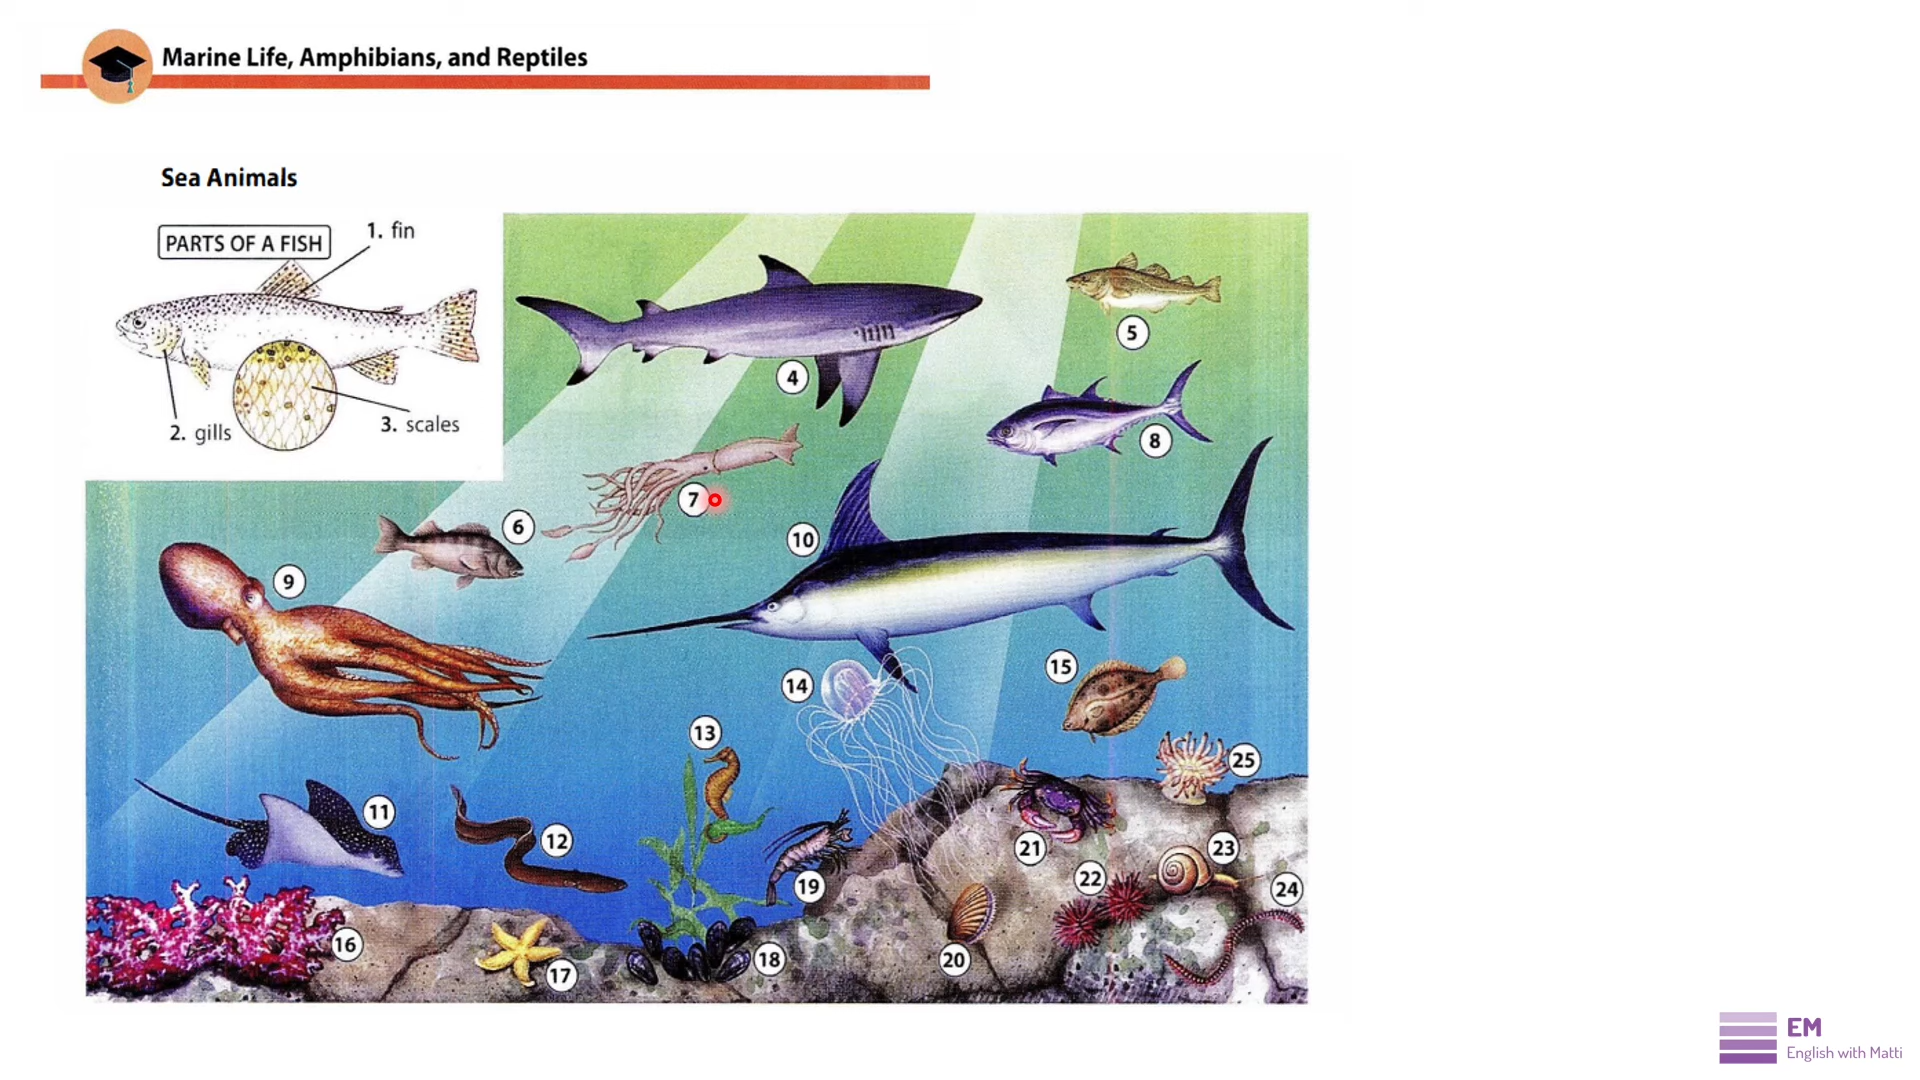 Marine Life, Amphibians, and Reptiles
Sea Animals
PARTS OF A FISH
1. fin
2. gills
3. scales
4
5
6
7
8
9
10
11
12
13
14
15
16
17
18
19
20
21
22
23
24
25
EM
English with Matti